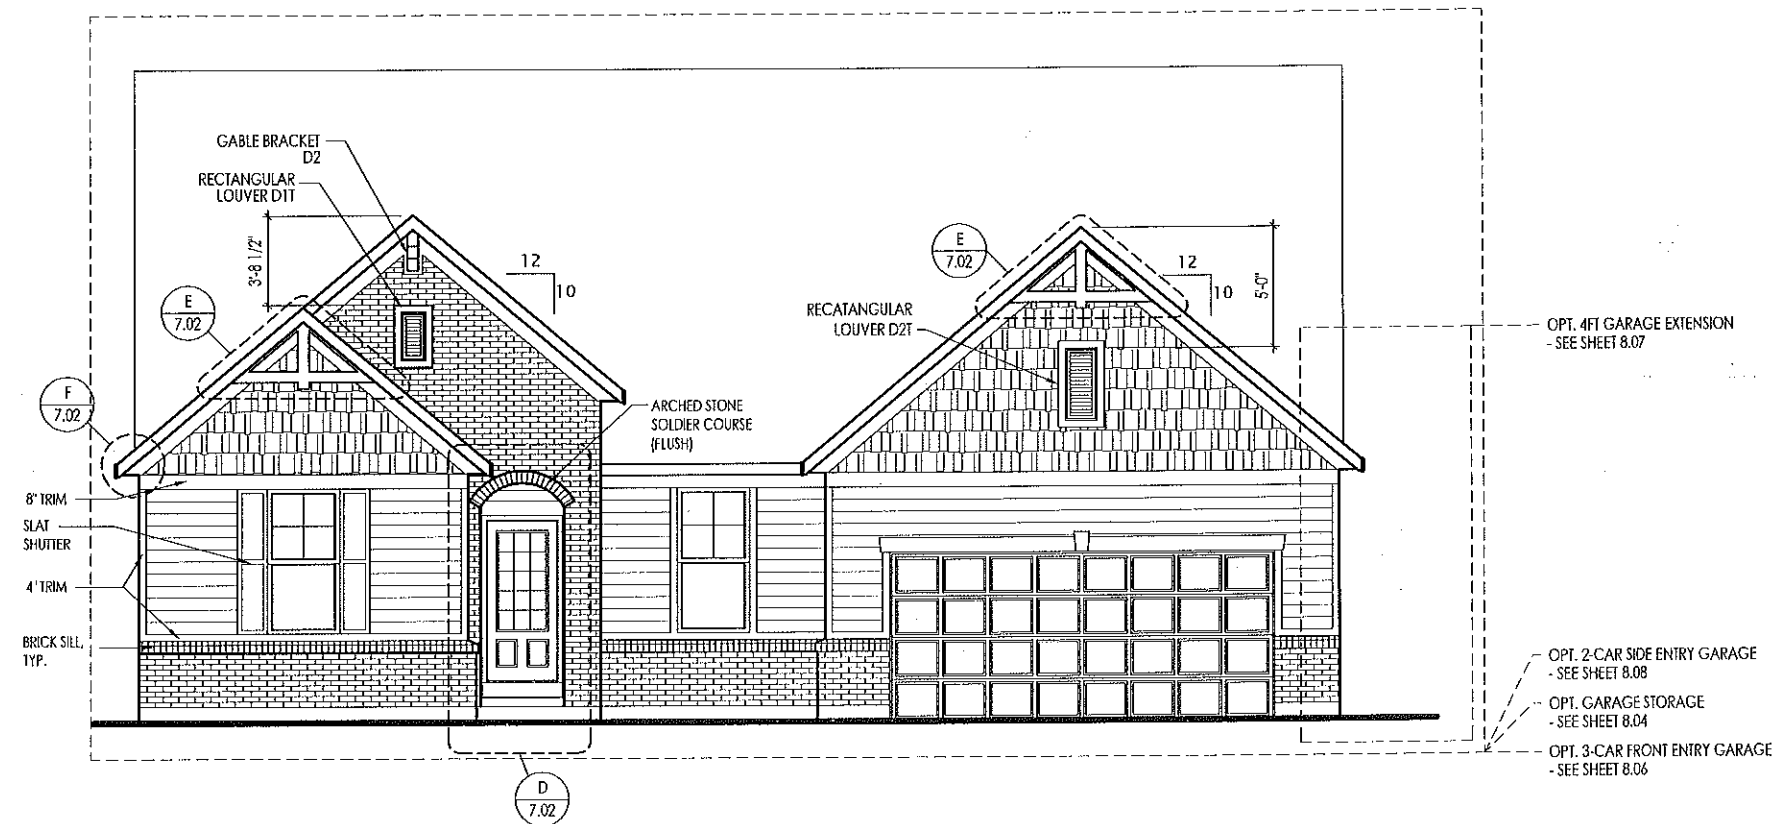 GABLE BRACKET
D2
RECTANGULAR
LOUVER D1T
3'-8 1/2"
12
10
E
7.02
E
7.02
12
10
5'-0"
RECATANGULAR
LOUVER D2T
OPT. 4FT GARAGE EXTENSION
- SEE SHEET 8.07
F
7.02
ARCHED STONE
SOLDIER COURSE
(FLUSH)
8" TRIM
SLAT
SHUTTER
4" TRIM
BRICK SILL,
TYP.
OPT. 2-CAR SIDE ENTRY GARAGE
- SEE SHEET 8.08
OPT. GARAGE STORAGE
- SEE SHEET 8.04
OPT. 3-CAR FRONT ENTRY GARAGE
- SEE SHEET 8.06
D
7.02